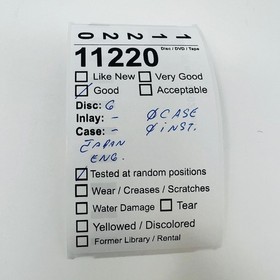 0 2 2 1 1
Disc / DVD / Tape
11220
Like New Very Good
Good Acceptable
Disc: G
Inlay: - Ø CASE
Case: - Ø INST.
JAPAN
ENG.
Tested at random positions
Wear / Creases / Scratches
Water Damage Tear
Yellowed / Discolored
Former Library / Rental